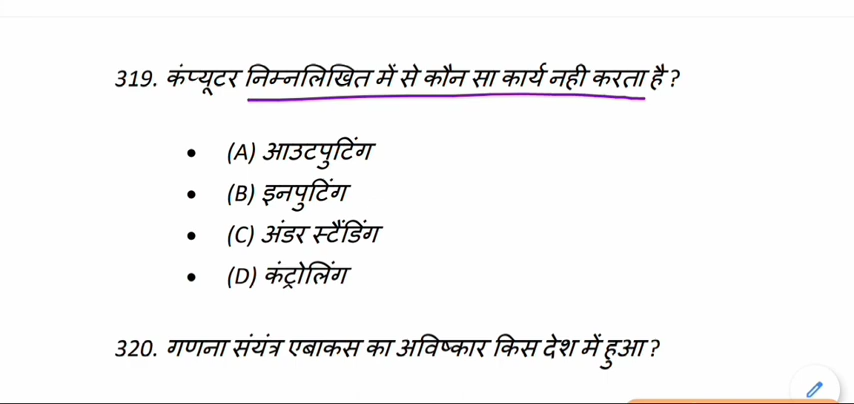 319. कंप्यूटर निम्नलिखित में से कौन सा कार्य नही करता है?
• (A) आउटपुटिंग
• (B) इनपुटिंग
• (C) अंडर स्टैंडिंग
• (D) कंट्रोलिंग
320. गणना संयंत्र एबाकस का अविष्कार किस देश में हुआ?